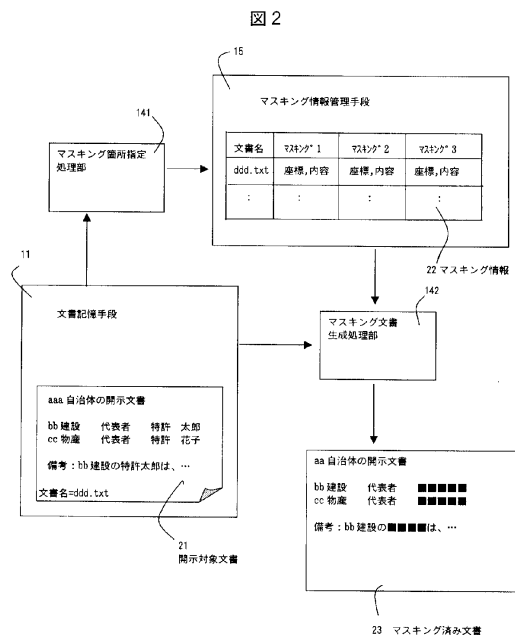 図2
15
マスキング情報管理手段
文書名 マスキング1 マスキング2 マスキング3
ddd.txt 座標,内容 座標,内容 座標,内容
: : : :
22 マスキング情報
141
マスキング箇所指定
処理部
11
文書記憶手段
aaa 自治体の開示文書
bb 建設 代表者 特許 太郎
cc 物産 代表者 特許 花子
備考：bb 建設の特許太郎は、…
文書名=ddd.txt
21
開示対象文書
142
マスキング文書
生成処理部
aa 自治体の開示文書
bb 建設 代表者 ■■■■■
cc 物産 代表者 ■■■■■
備考：bb 建設の■■■■は、…
23 マスキング済み文書